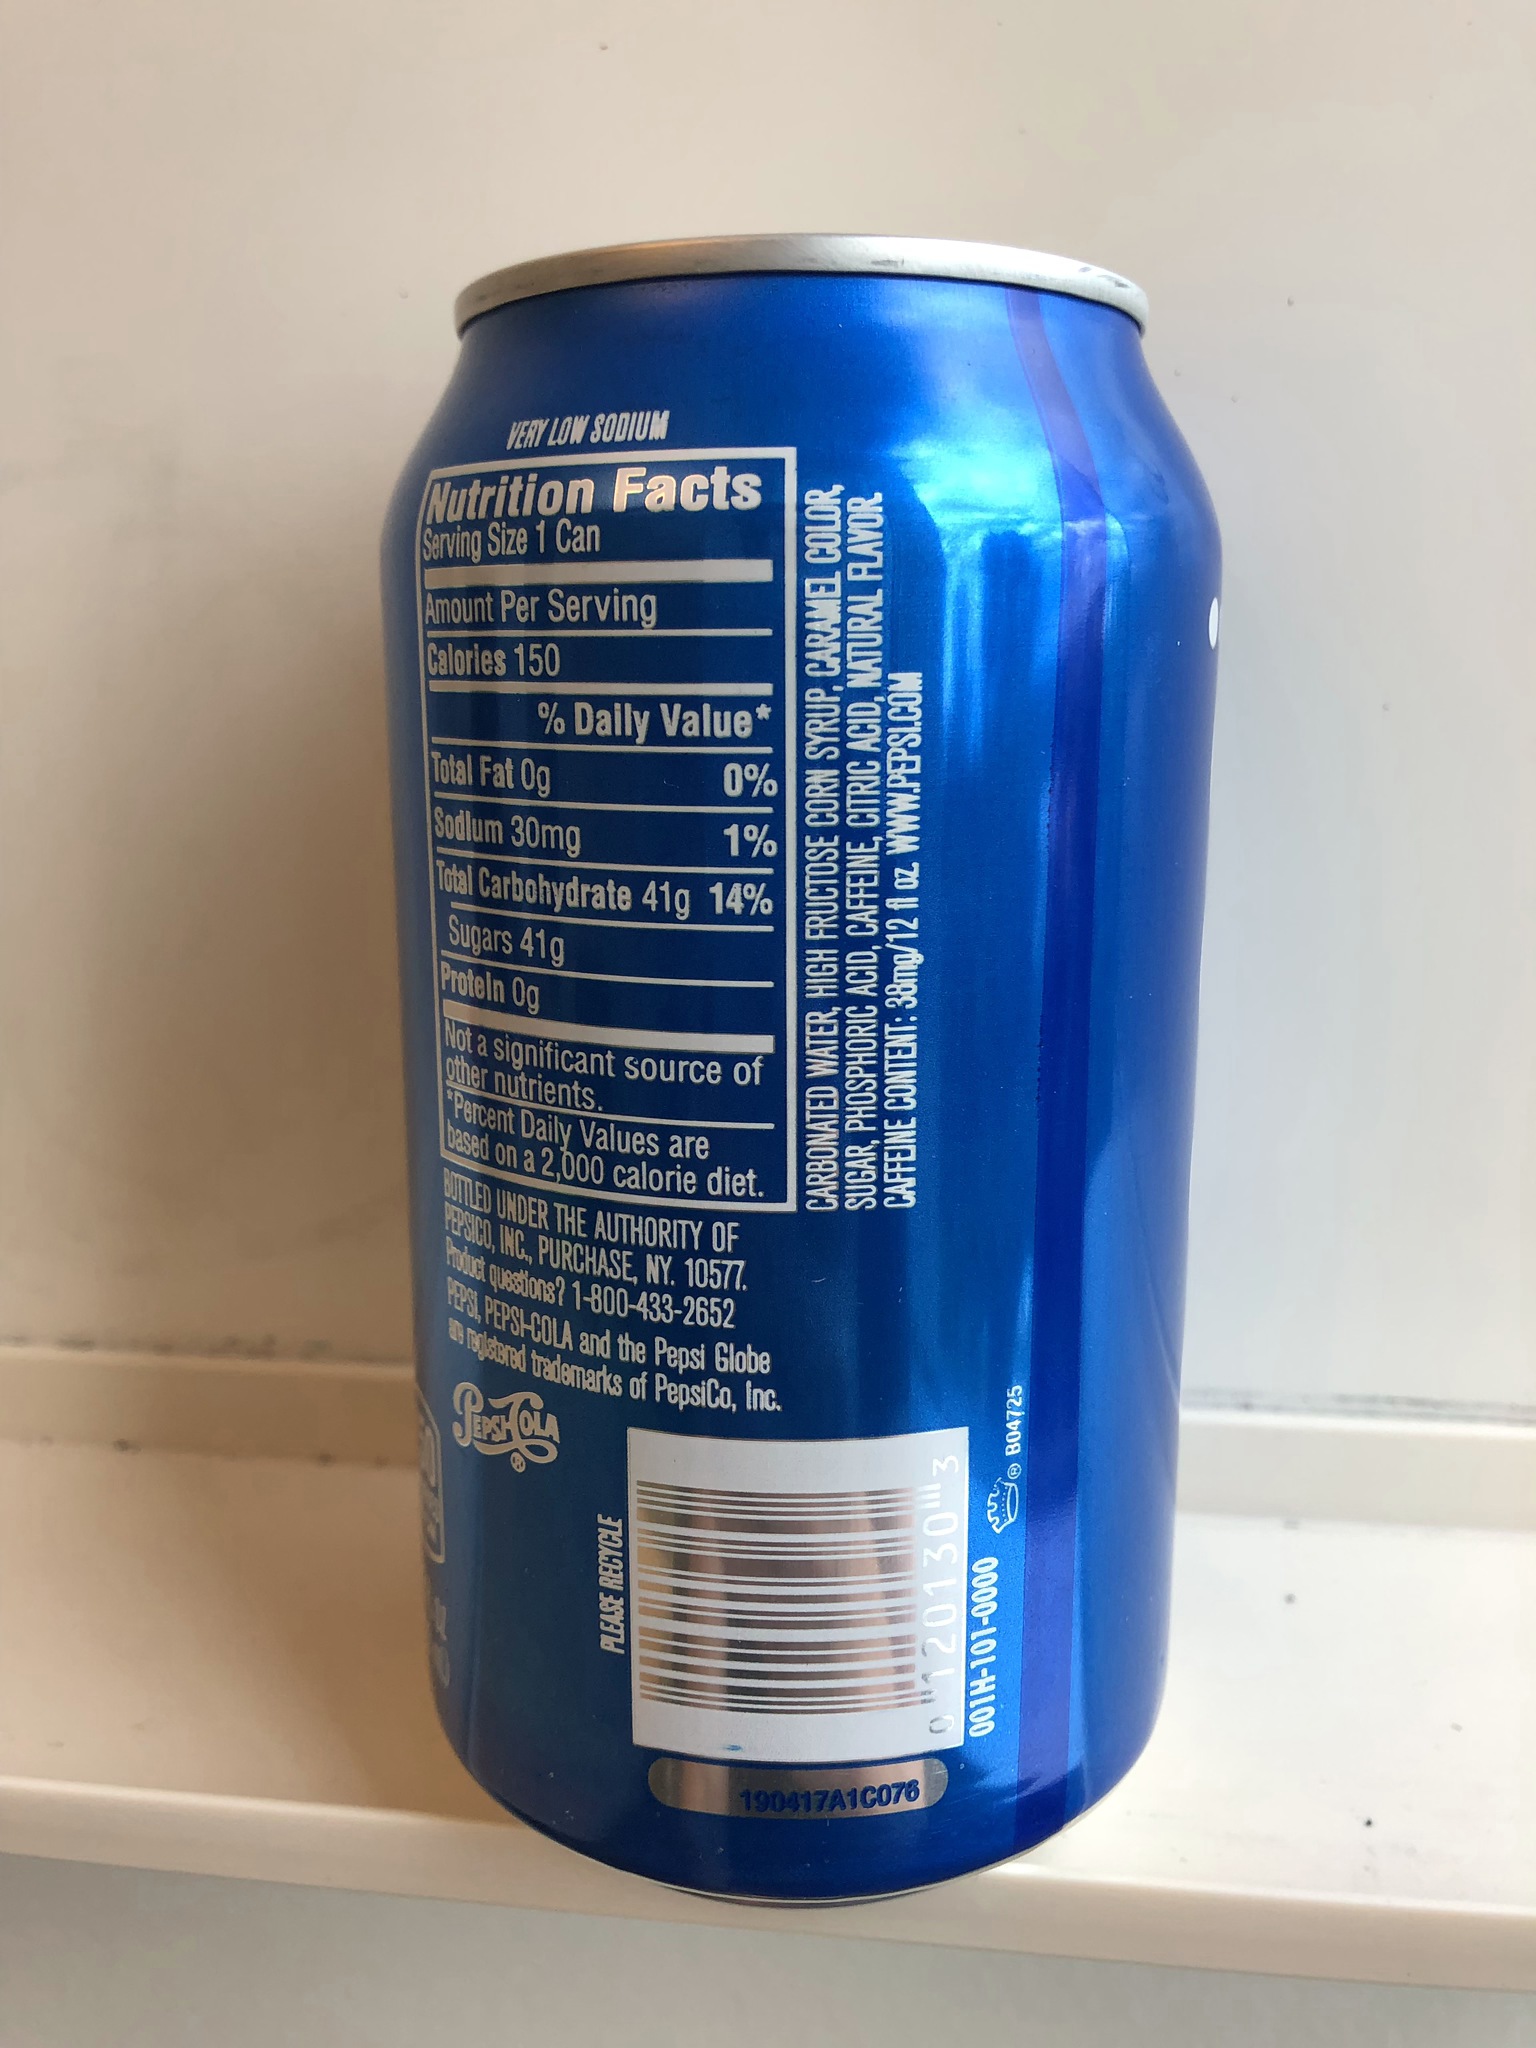 VERY LOW SODIUM
Nutrition Facts
Serving Size 1 Can
Amount Per Serving
Calories 150
% Daily Value*
Total Fat 0g 0%
Sodium 30mg 1%
Total Carbohydrate 41g 14%
Sugars 41g
Protein 0g
Not a significant source of
other nutrients.
*Percent Daily Values are
based on a 2,000 calorie diet.
CARBONATED WATER, HIGH FRUCTOSE CORN SYRUP, CARAMEL COLOR,
SUGAR, PHOSPHORIC ACID, CAFFEINE, CITRIC ACID, NATURAL FLAVOR
CAFFEINE CONTENT: 38mg/12 fl oz. WWW.PEPSI.COM
BOTTLED UNDER THE AUTHORITY OF
PEPSICO, INC., PURCHASE, NY. 10577.
Product questions? 1-800-433-2652
PEPSI, PEPSI-COLA and the Pepsi Globe
are registered trademarks of PepsiCo, Inc.
PEPSI-COLA ®
PLEASE RECYCLE
0 120130 3
001H-101-0000
® B04725
190417A1C076